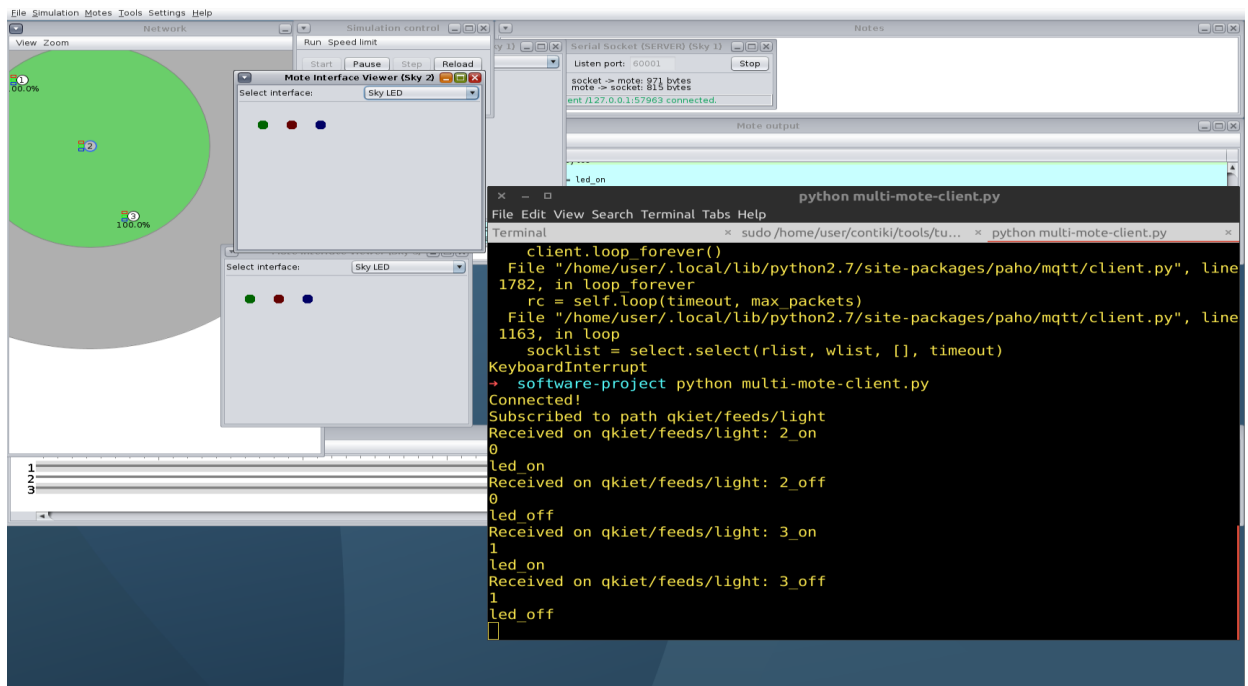 File Simulation Motes Tools Settings Help
Network
View Zoom
1
100.0%
2
3
100.0%
Simulation control
Run Speed limit
Start Pause Step Reload
Notes
Mote Interface Viewer (Sky 2)
Select interface: Sky LED
Select interface: Sky LED
ky 1)
Serial Socket (SERVER) (Sky 1)
Listen port: 60001 Stop
socket -> mote: 971 bytes
mote -> socket: 815 bytes
ent /127.0.0.1:57963 connected.
Mote output
= led_on
1
2
3
python multi-mote-client.py
File Edit View Search Terminal Tabs Help
Terminal × sudo /home/user/contiki/tools/tu... × python multi-mote-client.py ×
client.loop_forever()
File "/home/user/.local/lib/python2.7/site-packages/paho/mqtt/client.py", line
1782, in loop_forever
rc = self.loop(timeout, max_packets)
File "/home/user/.local/lib/python2.7/site-packages/paho/mqtt/client.py", line
1163, in loop
socklist = select.select(rlist, wlist, [], timeout)
KeyboardInterrupt
→ software-project python multi-mote-client.py
Connected!
Subscribed to path qkiet/feeds/light
Received on qkiet/feeds/light: 2_on
0
led_on
Received on qkiet/feeds/light: 2_off
0
led_off
Received on qkiet/feeds/light: 3_on
1
led_on
Received on qkiet/feeds/light: 3_off
1
led_off